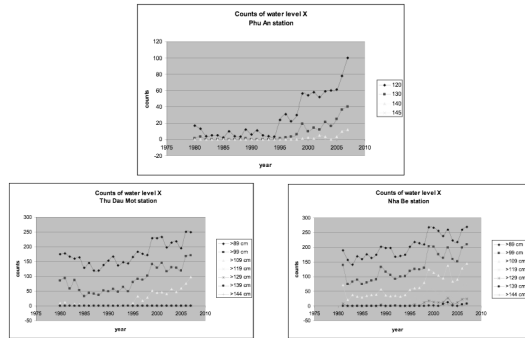 Counts of water level X
Phu An station
counts
120
100
80
60
40
20
0
-20
1975
1980
1985
1990
1995
2000
2005
2010
year
120
130
140
145
Counts of water level X
Thu Dau Mot station
counts
300
250
200
150
100
50
0
-50
1975
1980
1985
1990
1995
2000
2005
2010
year
>89 cm
>99 cm
>109 cm
>119 cm
>129 cm
>139 cm
>144 cm
Counts of water level X
Nha Be station
counts
300
250
200
150
100
50
0
-50
1975
1980
1985
1990
1995
2000
2005
2010
year
>89 cm
>99 cm
>109 cm
>119 cm
>129 cm
>139 cm
>144 cm